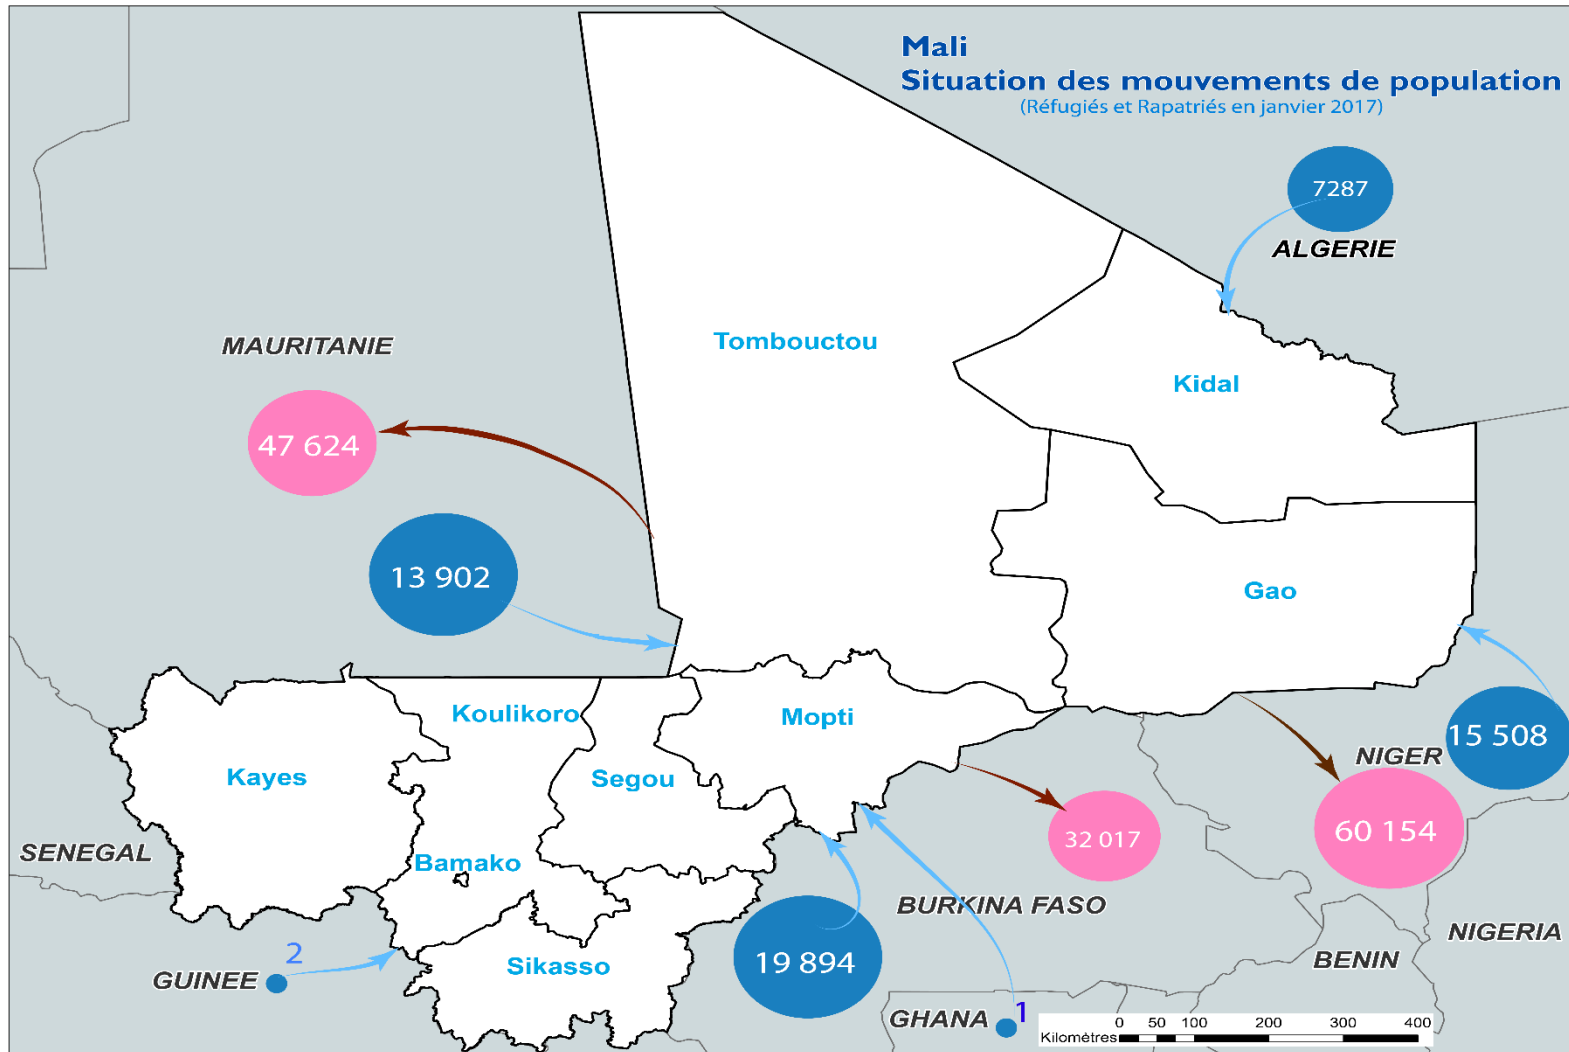 Mali
Situation des mouvements de population
(Réfugiés et Rapatriés en janvier 2017)
7287
ALGERIE
Tombouctou
MAURITANIE
Kidal
47 624
13 902
Gao
Koulikoro
Mopti
15 508
NIGER
Kayes
Segou
60 154
32 017
SENEGAL
Bamako
BURKINA FASO
NIGERIA
2
19 894
BENIN
GUINEE
Sikasso
GHANA
1
0 50 100 200 300 400
Kilomètres